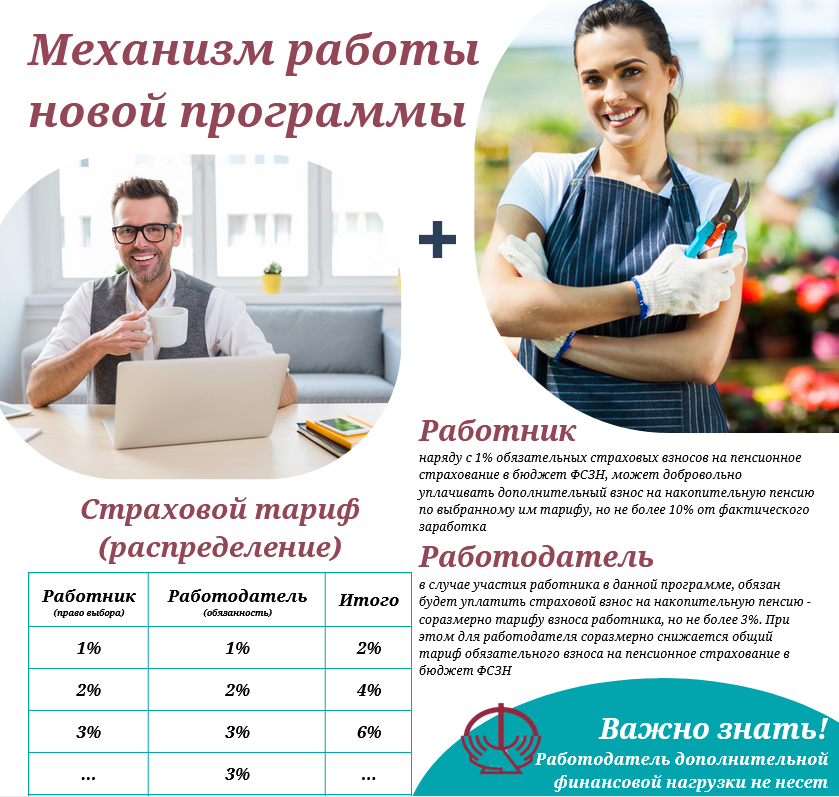 Механизм работы
новой программы
Страховой тариф
(распределение)
Работник
(право выбора)
Работодатель
(обязанность)
Итого
1% 1% 2%
2% 2% 4%
3% 3% 6%
... 3% ...
Работник
наряду с 1% обязательных страховых взносов на пенсионное
страхование в бюджет ФСЗН, может добровольно
уплачивать дополнительный взнос на накопительную пенсию
по выбранному им тарифу, но не более 10% от фактического
заработка
Работодатель
в случае участия работника в данной программе, обязан
будет уплатить страховой взнос на накопительную пенсию -
соразмерно тарифу взноса работника, но не более 3%. При
этом для работодателя соразмерно снижается общий
тариф обязательного взноса на пенсионное страхование в
бюджет ФСЗН
Важно знать!
Работодатель дополнительной
финансовой нагрузки не несет